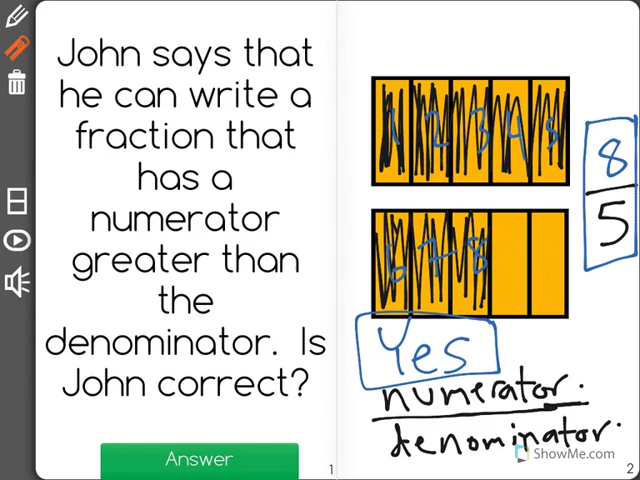 John says that
he can write a
fraction that
has a
numerator
greater than
the
denominator. Is
John correct?
Answer
1
1 2 3 4 5
6 7 8
8
5
Yes
numerator.
denominator.
ShowMe.com
2